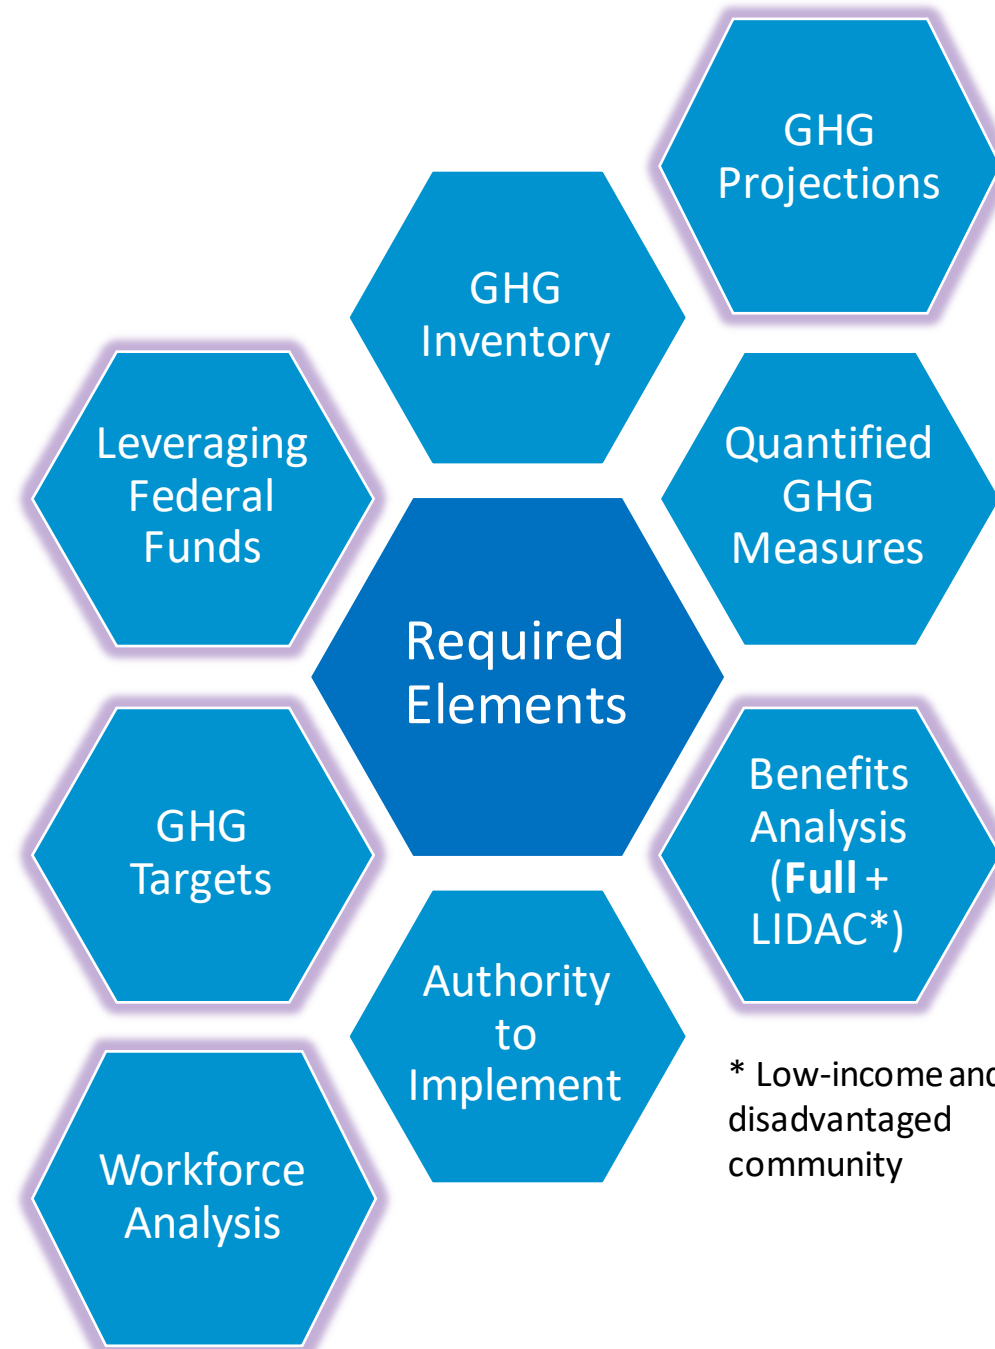 GHG
Projections
GHG
Inventory
Leveraging
Federal
Funds
Quantified
GHG
Measures
Required
Elements
Benefits
Analysis
(Full +
LIDAC*)
GHG
Targets
Authority
to
Implement
* Low-income and
disadvantaged
community
Workforce
Analysis